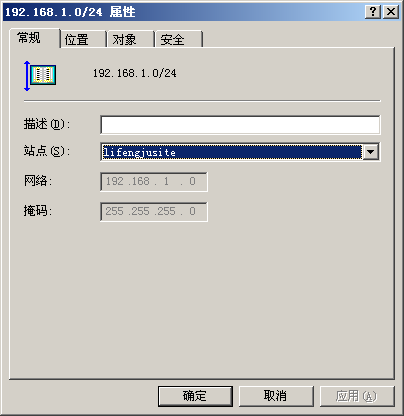 192.168.1.0/24 属性
常规 位置 对象 安全
192.168.1.0/24
描述(D):
站点(S): lifengjusite
网络: 192 .168 . 1 . 0
掩码: 255 .255 .255 . 0
确定 取消 应用(A)